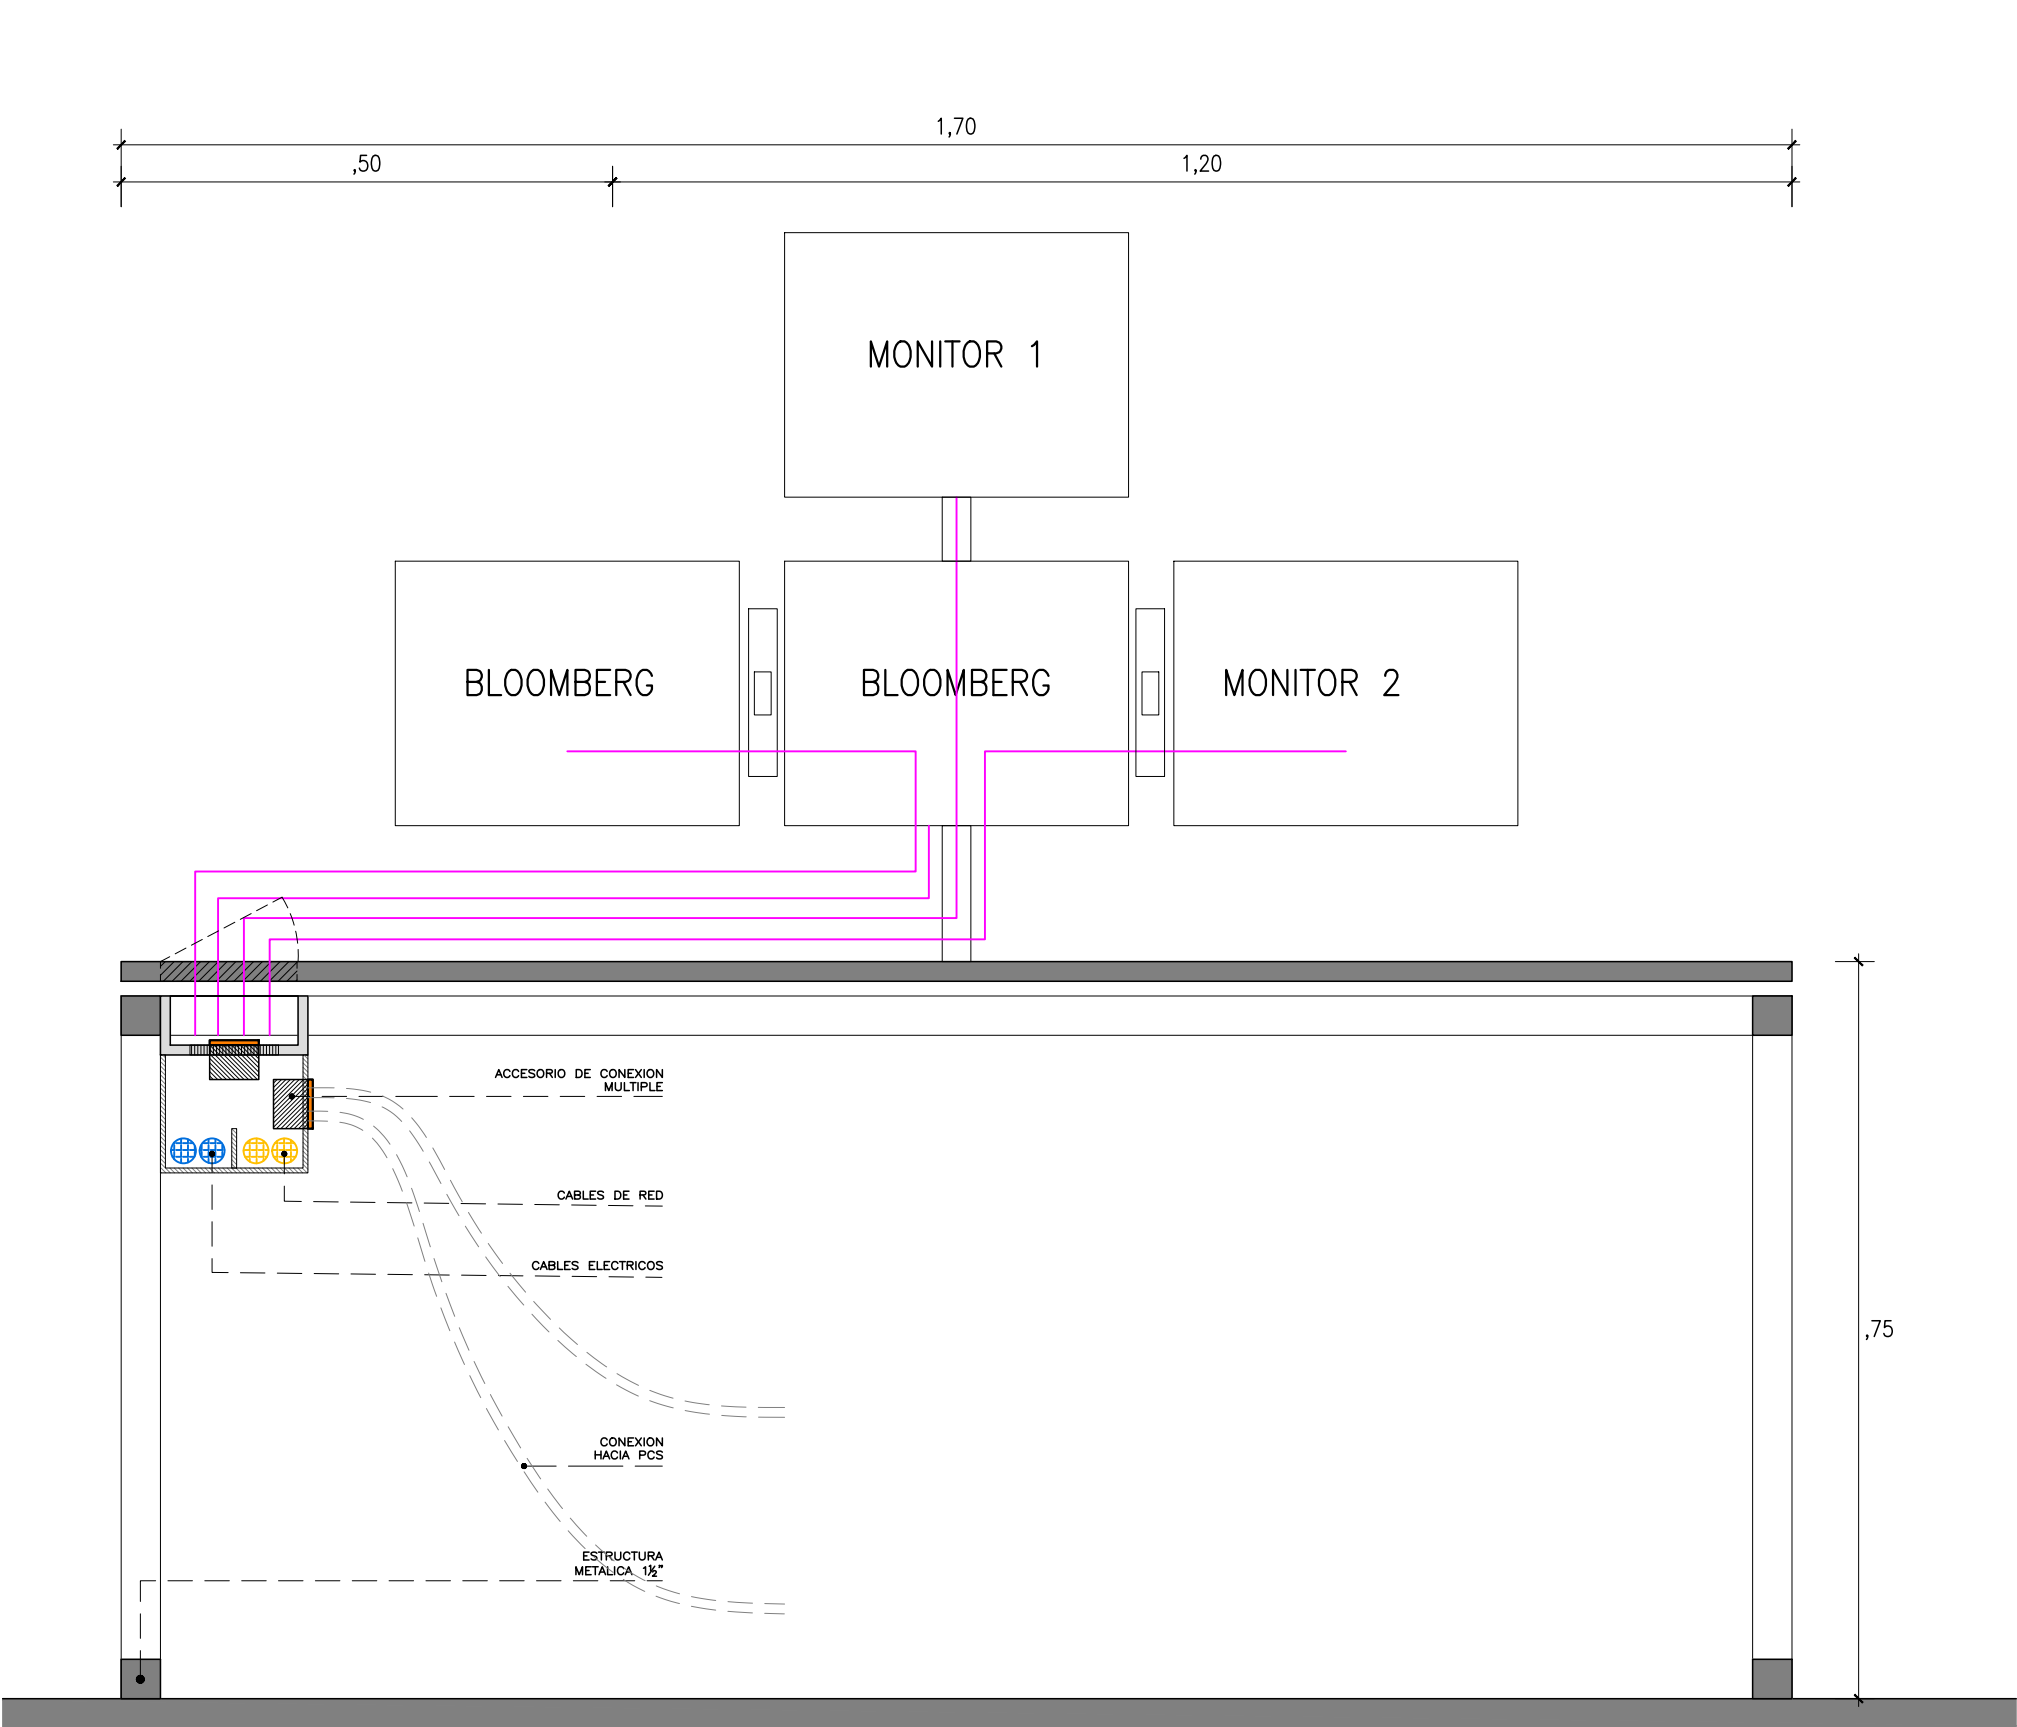 1,70
,50
1,20
MONITOR 1
BLOOMBERG
BLOOMBERG
MONITOR 2
ACCESORIO DE CONEXION
MULTIPLE
CABLES DE RED
CABLES ELECTRICOS
,75
CONEXION
HACIA PCS
ESTRUCTURA
METALICA 1½"